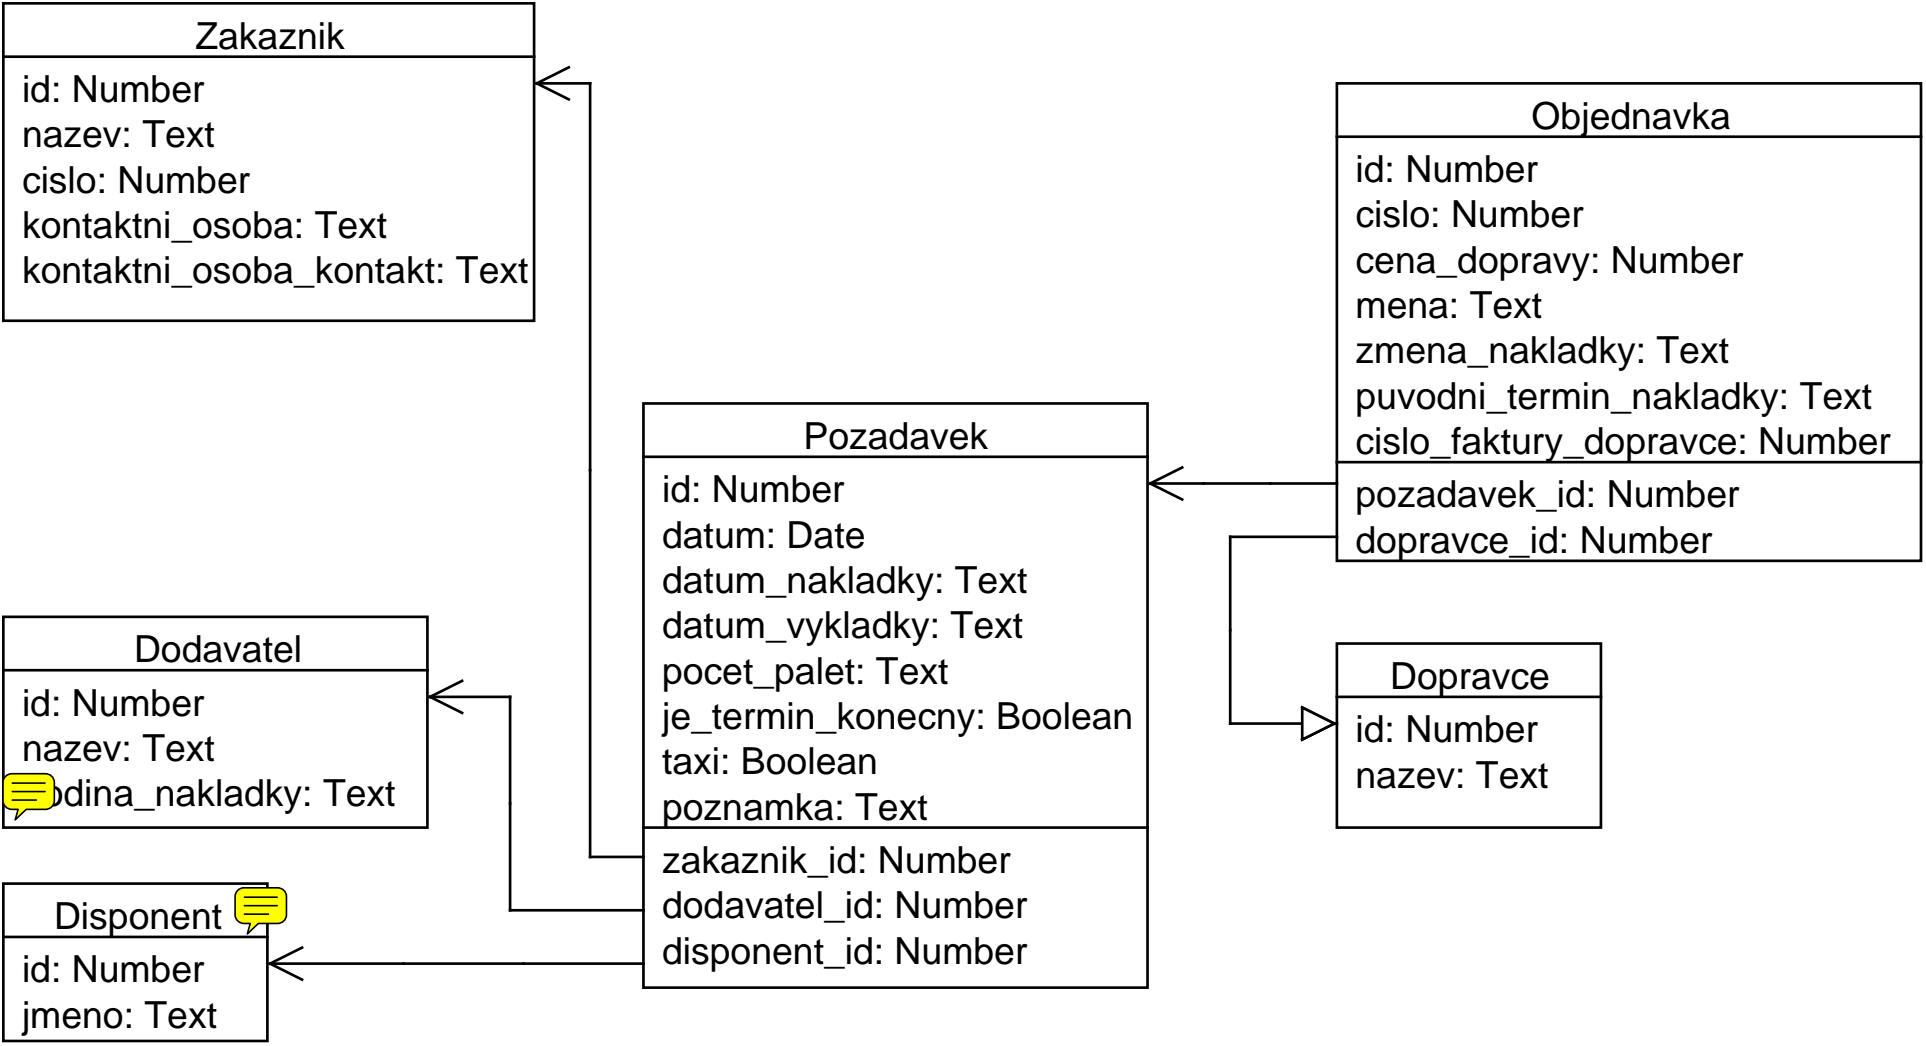 Zakaznik
id: Number
nazev: Text
cislo: Number
kontaktni_osoba: Text
kontaktni_osoba_kontakt: Text
Objednavka
id: Number
cislo: Number
cena_dopravy: Number
mena: Text
zmena_nakladky: Text
puvodni_termin_nakladky: Text
cislo_faktury_dopravce: Number
pozadavek_id: Number
dopravce_id: Number
Pozadavek
id: Number
datum: Date
datum_nakladky: Text
datum_vykladky: Text
pocet_palet: Text
je_termin_konecny: Boolean
taxi: Boolean
poznamka: Text
zakaznik_id: Number
dodavatel_id: Number
disponent_id: Number
Dodavatel
id: Number
nazev: Text
odina_nakladky: Text
Dopravce
id: Number
nazev: Text
Disponent
id: Number
jmeno: Text